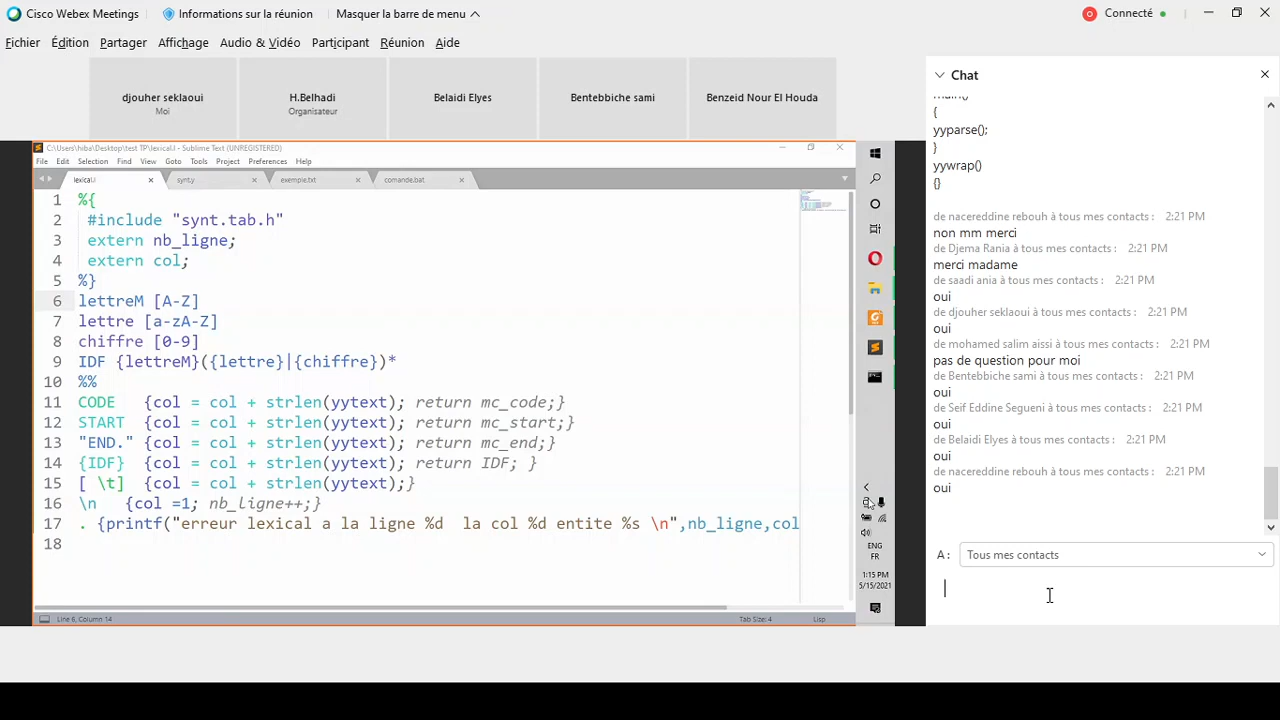 Cisco Webex Meetings Informations sur la réunion Masquer la barre de menu Connecté
Fichier Édition Partager Affichage Audio & Vidéo Participant Réunion Aide
djouher seklaoui
Moi
H.Belhadi
Organisateur
Belaidi Elyes
Bentebbiche sami
Benzeid Nour El Houda
C:\Users\hiba\Desktop\test TP\lexical.l - Sublime Text (UNREGISTERED)
File Edit Selection Find View Goto Tools Project Preferences Help
lexical.l synt.y exemple.txt comande.bat
1 %{
2 #include "synt.tab.h"
3 extern nb_ligne;
4 extern col;
5 %}
6 lettreM [A-Z]
7 lettre [a-zA-Z]
8 chiffre [0-9]
9 IDF {lettreM}({lettre}|{chiffre})*
10 %%
11 CODE {col = col + strlen(yytext); return mc_code;}
12 START {col = col + strlen(yytext); return mc_start;}
13 "END." {col = col + strlen(yytext); return mc_end;}
14 {IDF} {col = col + strlen(yytext); return IDF; }
15 [ \t] {col = col + strlen(yytext);}
16 \n {col =1; nb_ligne++;}
17 . {printf("erreur lexical a la ligne %d la col %d entite %s \n",nb_ligne,col
18
Line 6, Column 14 Tab Size: 4 Lisp
ENG
FR
1:15 PM
5/15/2021
Chat
main()
{
yyparse();
}
yywrap()
{}
de nacereddine rebouh à tous mes contacts : 2:21 PM
non mm merci
de Djema Rania à tous mes contacts : 2:21 PM
merci madame
de saadi ania à tous mes contacts : 2:21 PM
oui
de djouher seklaoui à tous mes contacts : 2:21 PM
oui
de mohamed salim aissi à tous mes contacts : 2:21 PM
pas de question pour moi
de Bentebbiche sami à tous mes contacts : 2:21 PM
oui
de Seif Eddine Segueni à tous mes contacts : 2:21 PM
oui
de Belaidi Elyes à tous mes contacts : 2:21 PM
oui
de nacereddine rebouh à tous mes contacts : 2:21 PM
oui
A : Tous mes contacts